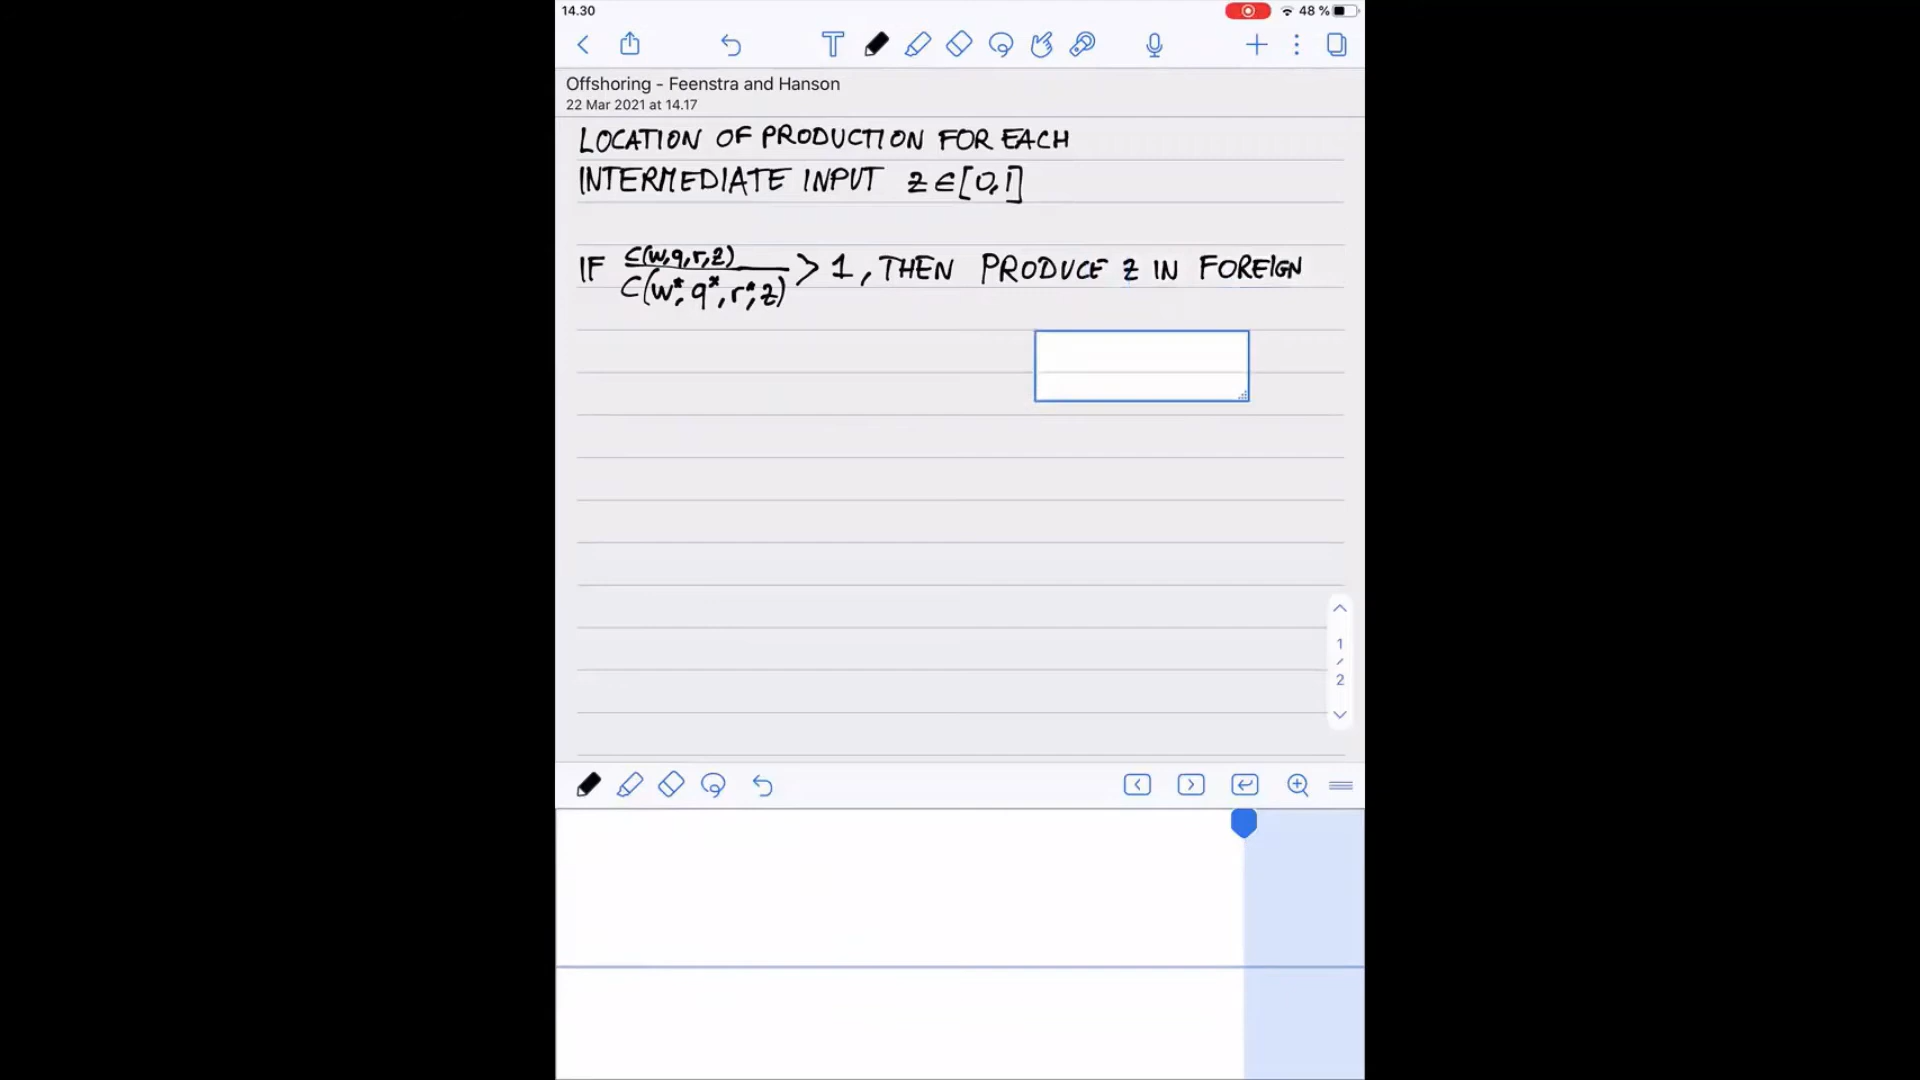 14.30
48 %
Offshoring - Feenstra and Hanson
22 Mar 2021 at 14.17
LOCATION OF PRODUCTION FOR EACH
INTERMEDIATE INPUT z ∈ [0,1]
IF c(w,q,r,z) / c(w*,q*,r*,z) > 1, THEN PRODUCE z IN FOREIGN
1
/
2